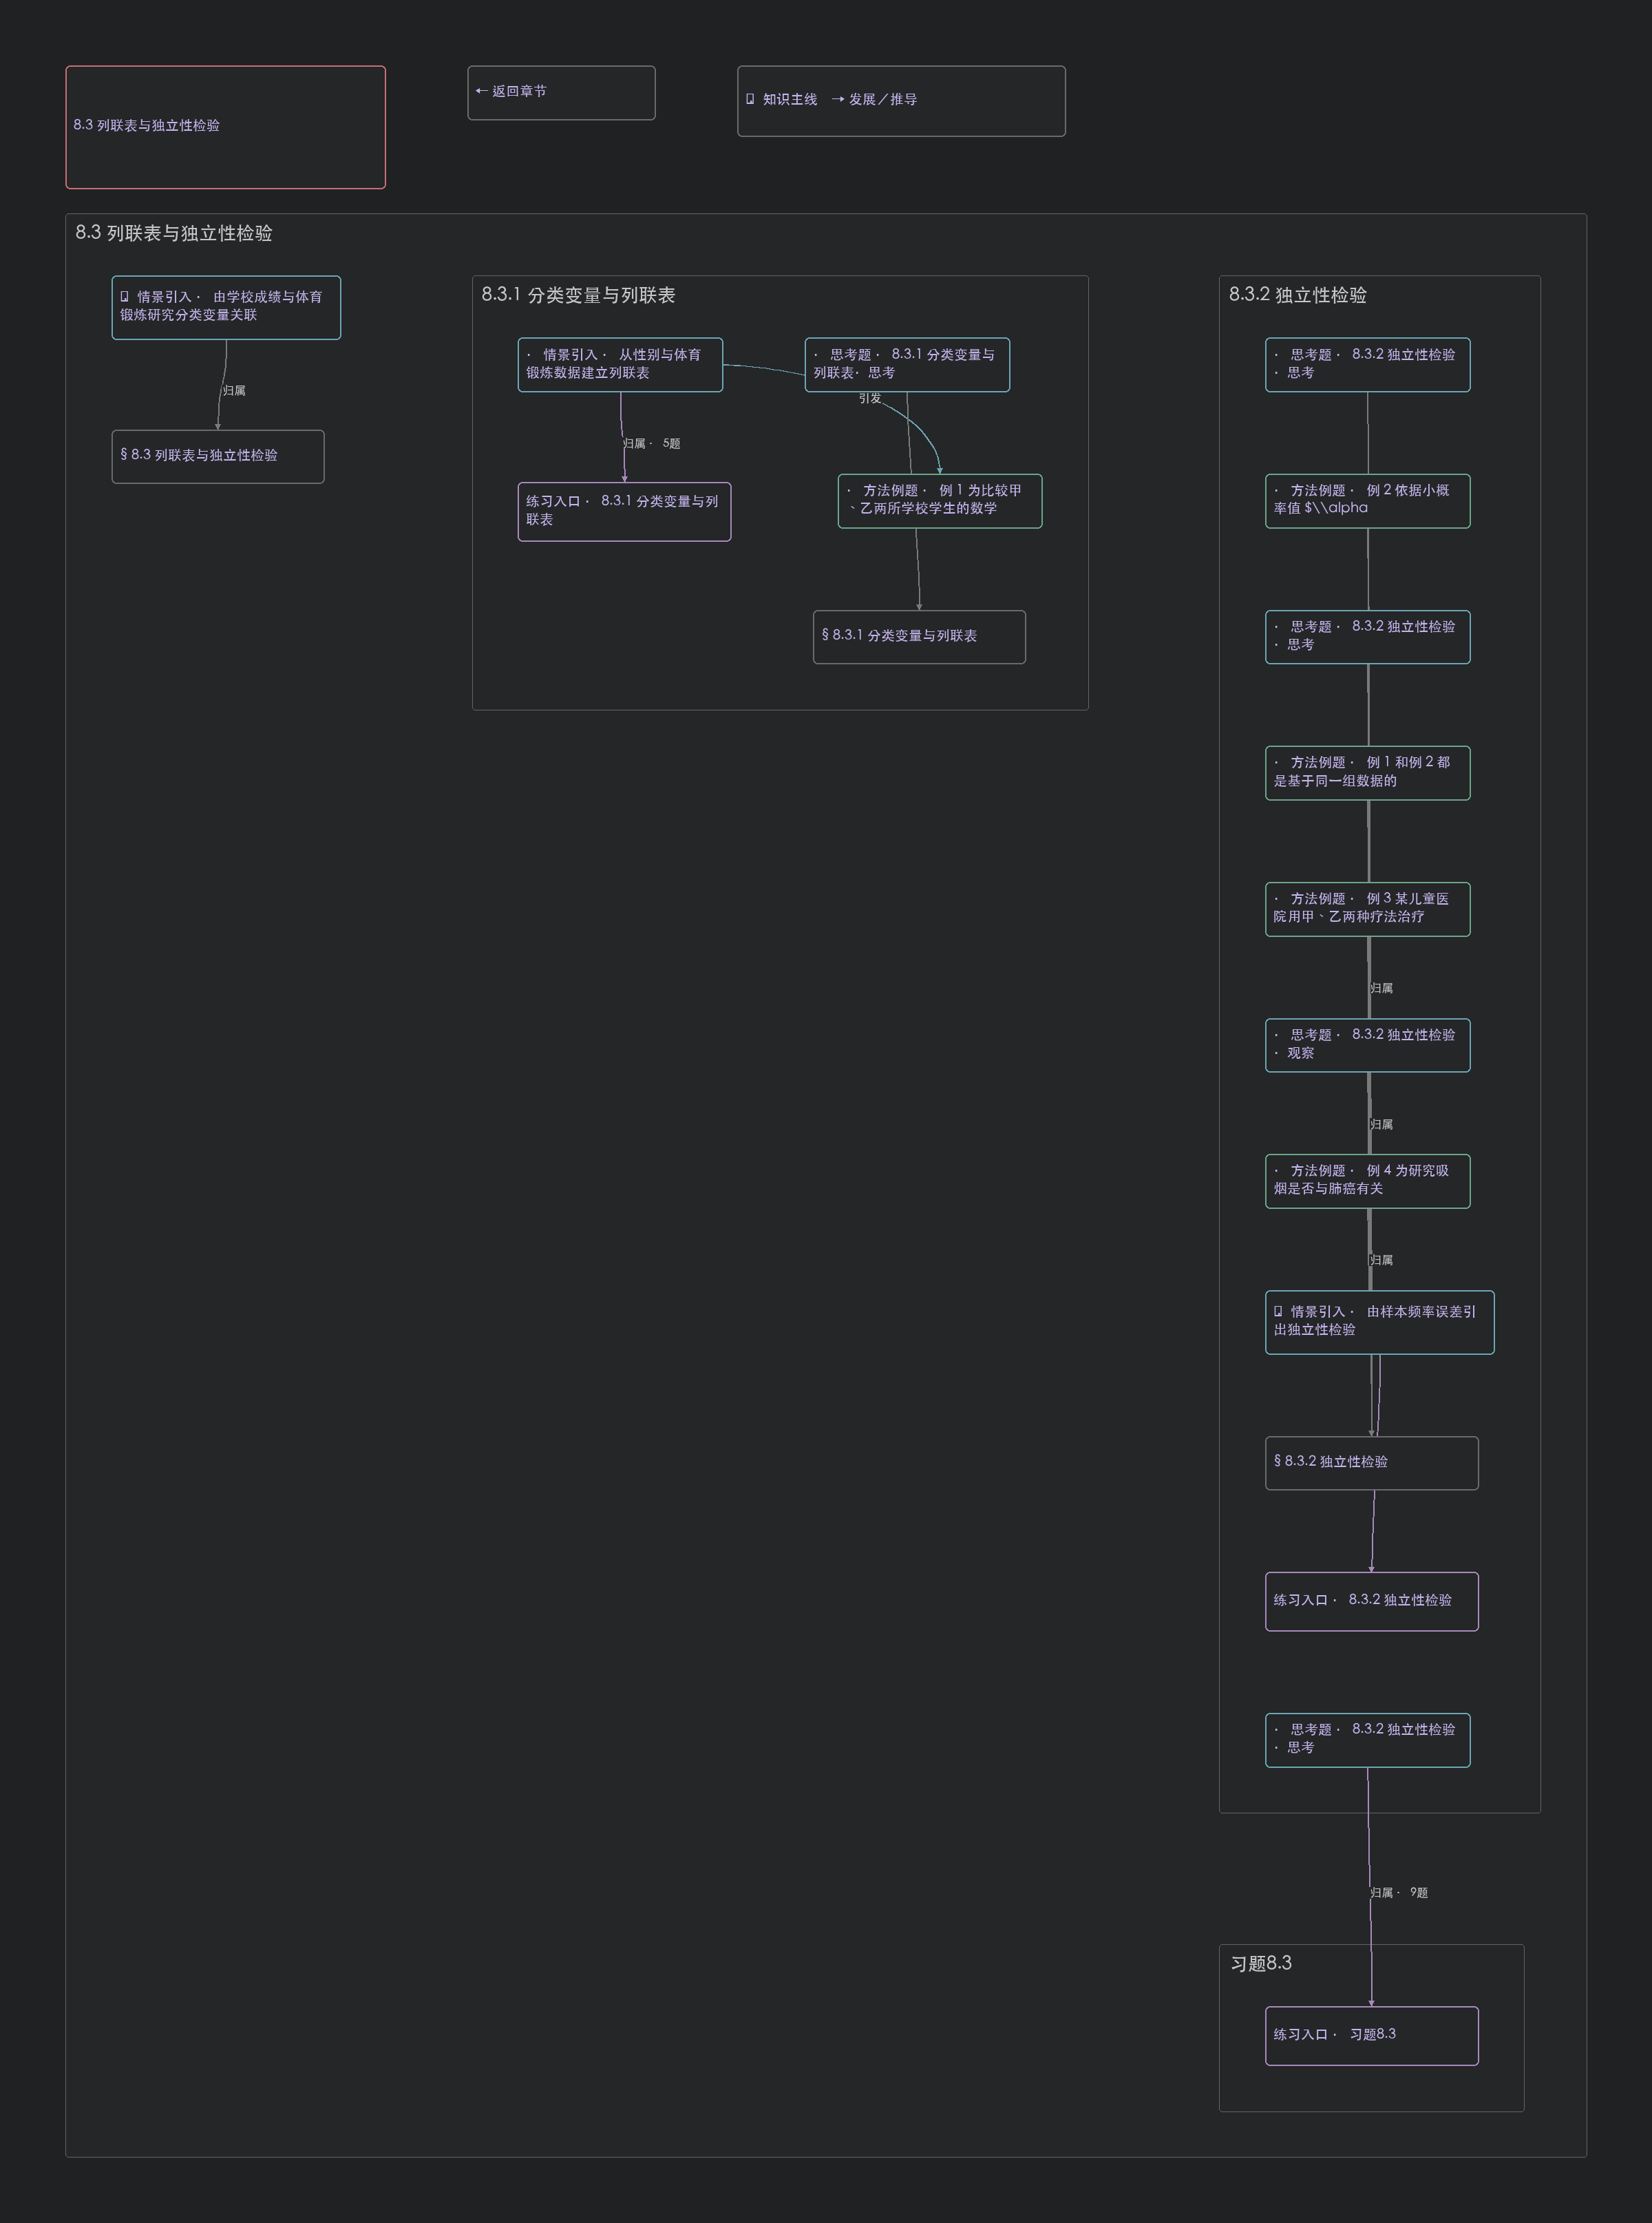 8.3 列联表与独立性检验
← 返回章节
知识主线 → 发展／推导
8.3 列联表与独立性检验
· 情景引入 · 由学校成绩与体育
锻炼研究分类变量关联
归属
§ 8.3 列联表与独立性检验
8.3.1 分类变量与列联表
· 情景引入 · 从性别与体育
锻炼数据建立列联表
· 思考题 · 8.3.1 分类变量与
列联表 · 思考
引发
归属 · 5题
练习入口 · 8.3.1 分类变量与列
联表
· 方法例题 · 例 1 为比较甲
、乙两所学校学生的数学
§ 8.3.1 分类变量与列联表
8.3.2 独立性检验
· 思考题 · 8.3.2 独立性检验
· 思考
· 方法例题 · 例 2 依据小概
率值 $\\alpha
· 思考题 · 8.3.2 独立性检验
· 思考
· 方法例题 · 例 1 和例 2 都
是基于同一组数据的
· 方法例题 · 例 3 某儿童医
院用甲、乙两种疗法治疗
归属
· 思考题 · 8.3.2 独立性检验
· 观察
归属
· 方法例题 · 例 4 为研究吸
烟是否与肺癌有关
归属
情景引入 · 由样本频率误差引
出独立性检验
§ 8.3.2 独立性检验
练习入口 · 8.3.2 独立性检验
· 思考题 · 8.3.2 独立性检验
· 思考
归属 · 9题
习题8.3
练习入口 · 习题8.3